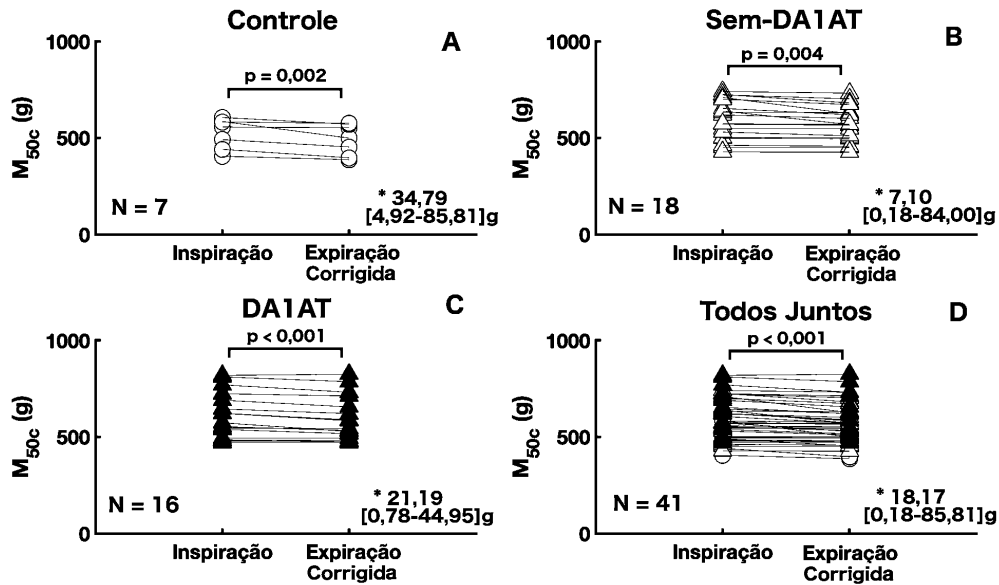 Controle
A
1000
p = 0,002
M50c (g)
500
N = 7
* 34,79
[4,92-85,81]g
0
Inspiração
Expiração
Corrigida
Sem-DA1AT
B
1000
p = 0,004
M50c (g)
500
N = 18
* 7,10
[0,18-84,00]g
0
Inspiração
Expiração
Corrigida
DA1AT
C
1000
p < 0,001
M50c (g)
500
N = 16
* 21,19
[0,78-44,95]g
0
Inspiração
Expiração
Corrigida
Todos Juntos
D
1000
p < 0,001
M50c (g)
500
N = 41
* 18,17
[0,18-85,81]g
0
Inspiração
Expiração
Corrigida